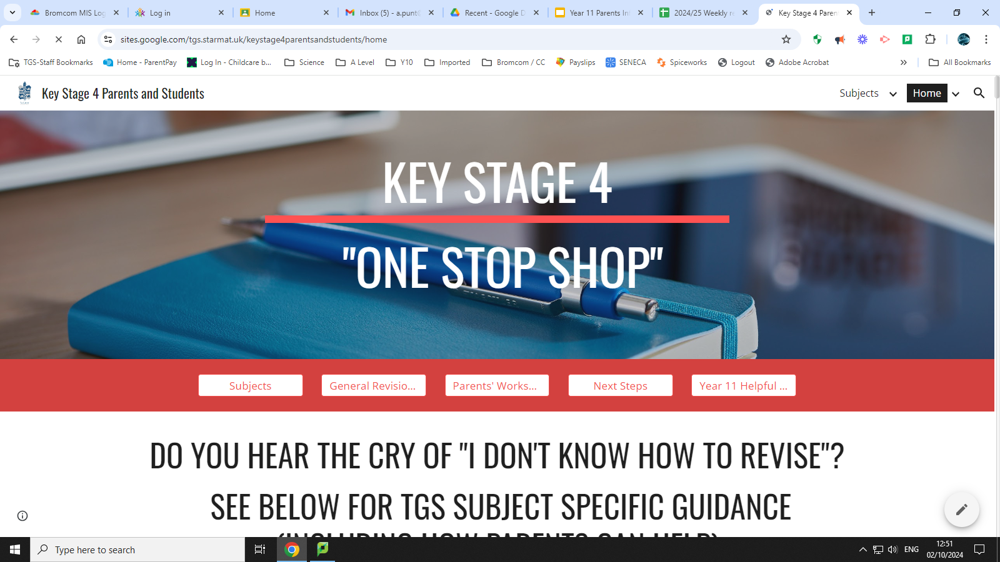 Bromcom MIS Log
Log in
Home
Inbox (5) - a.punt
Recent - Google D
Year 11 Parents In
2024/25 Weekly r
Key Stage 4 Paren
sites.google.com/tgs.starmat.uk/keystage4parentsandstudents/home
TGS-Staff Bookmarks
Home - ParentPay
Log In - Childcare b...
Science
A Level
Y10
Imported
Bromcom / CC
Payslips
SENECA
Spiceworks
Logout
Adobe Acrobat
All Bookmarks
Key Stage 4 Parents and Students
Subjects
Home
KEY STAGE 4
"ONE STOP SHOP"
Subjects
General Revisio...
Parents' Works...
Next Steps
Year 11 Helpful ...
DO YOU HEAR THE CRY OF "I DON'T KNOW HOW TO REVISE"?
SEE BELOW FOR TGS SUBJECT SPECIFIC GUIDANCE
(INCLUDING HOW PARENTS CAN HELP)
Type here to search
ENG
12:51
02/10/2024